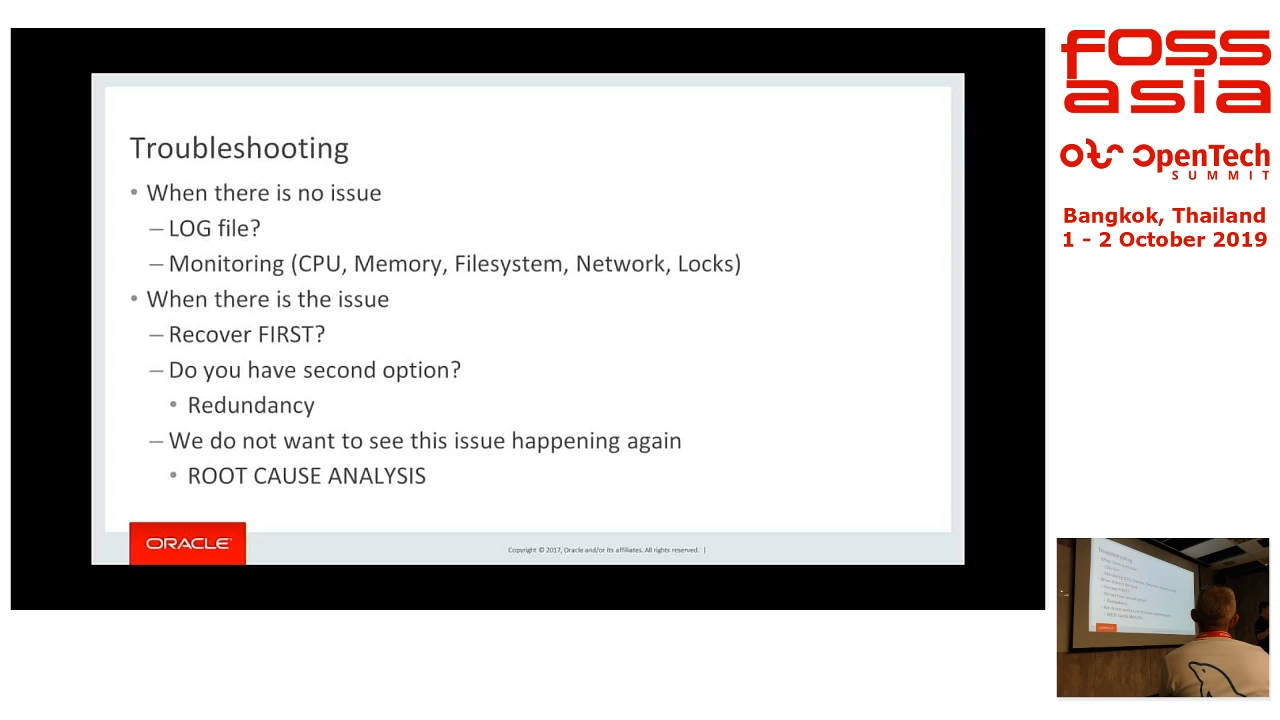 Troubleshooting
• When there is no issue
– LOG file?
– Monitoring (CPU, Memory, Filesystem, Network, Locks)
• When there is the issue
– Recover FIRST?
– Do you have second option?
• Redundancy
– We do not want to see this issue happening again
• ROOT CAUSE ANALYSIS
ORACLE
Copyright © 2017, Oracle and/or its affiliates. All rights reserved. |
foss
asia
ots OpenTech
SUMMIT
Bangkok, Thailand
1 - 2 October 2019